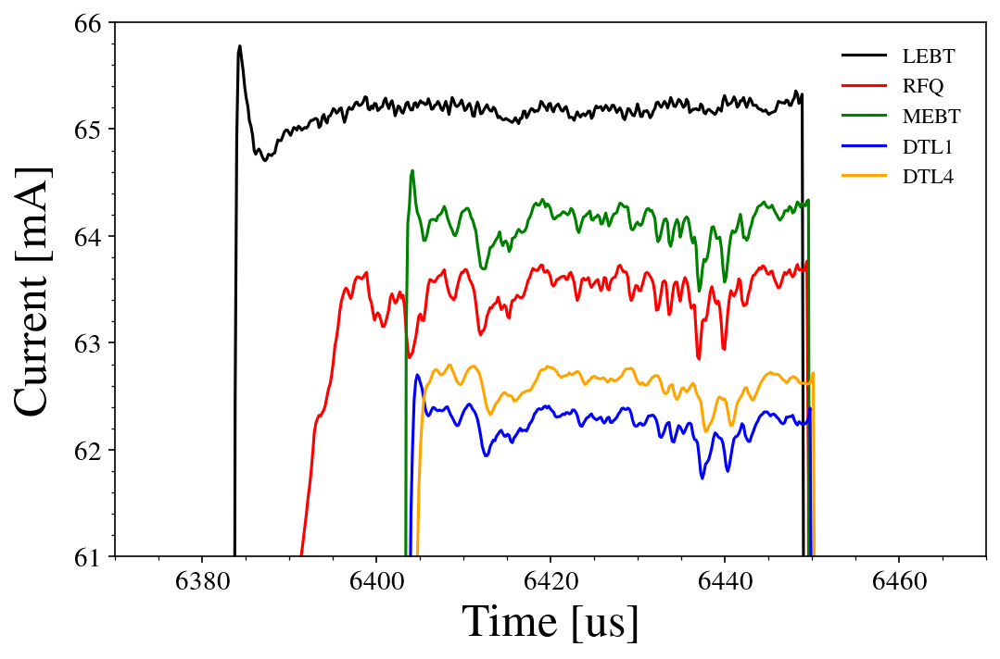 Current [mA]
66
65
64
63
62
61
LEBT
RFQ
MEBT
DTL1
DTL4
6380 6400 6420 6440 6460
Time [us]